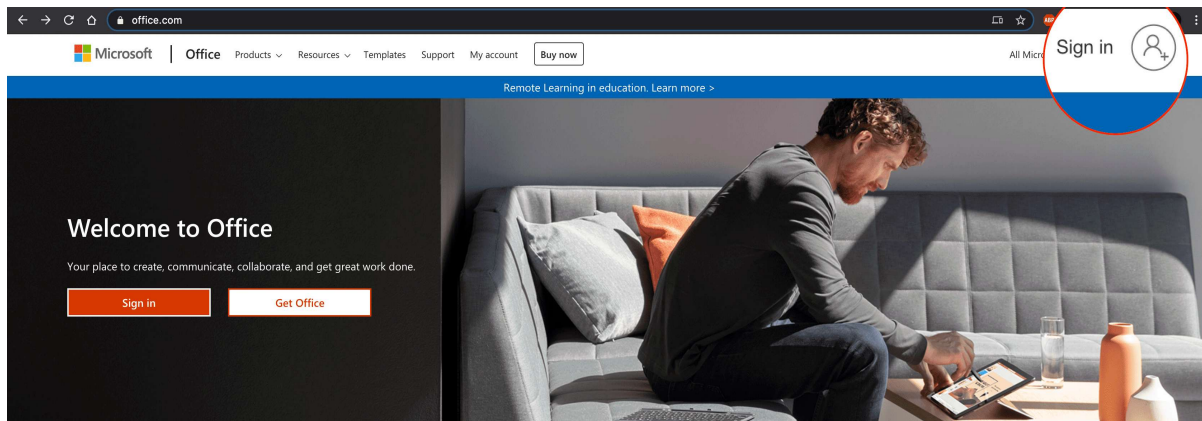 office.com
ABP
Microsoft | Office Products Resources Templates Support My account Buy now All Micro
Sign in
Remote Learning in education. Learn more >
Welcome to Office
Your place to create, communicate, collaborate, and get great work done.
Sign in Get Office